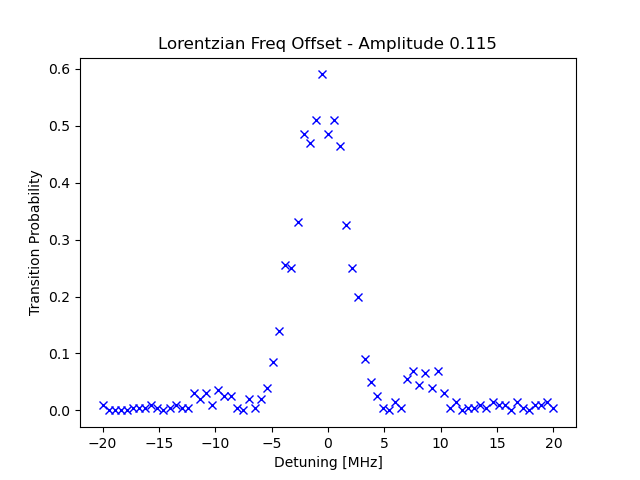 Lorentzian Freq Offset - Amplitude 0.115
0.6
0.5
0.4
0.3
0.2
0.1
0.0
Transition Probability
−20 −15 −10 −5 0 5 10 15 20
Detuning [MHz]